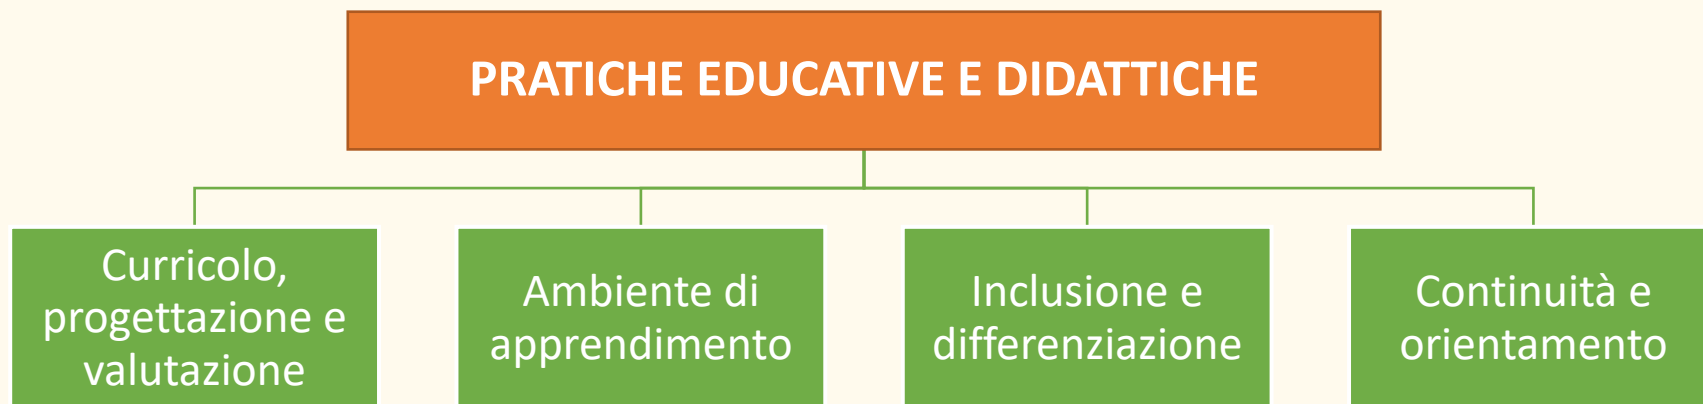 PRATICHE EDUCATIVE E DIDATTICHE
Curricolo,
progettazione e
valutazione
Ambiente di
apprendimento
Inclusione e
differenziazione
Continuità e
orientamento